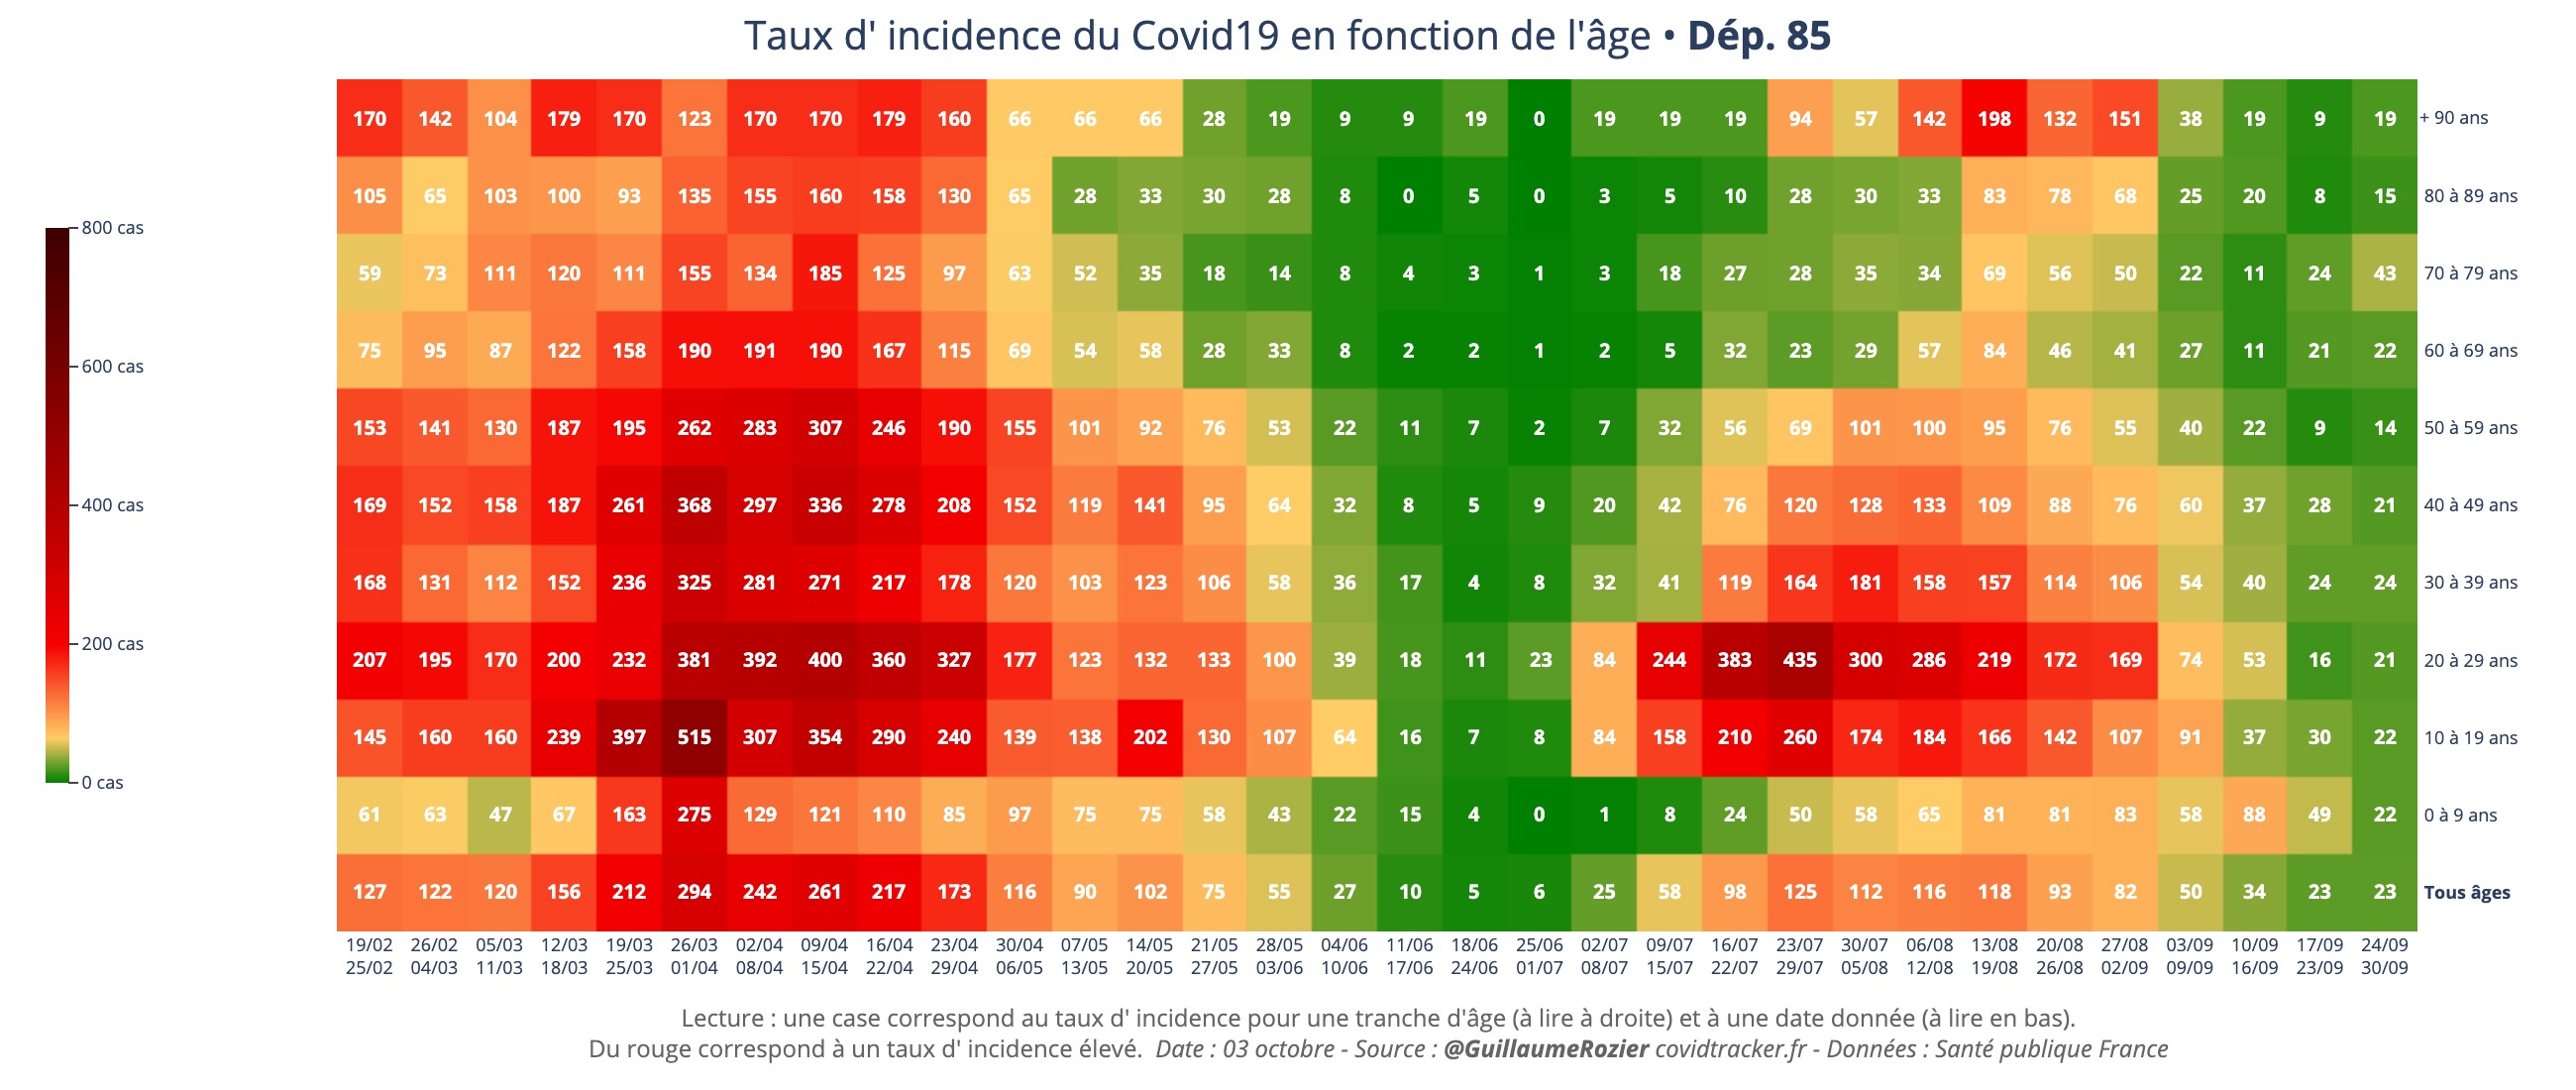 Taux d' incidence du Covid19 en fonction de l'âge • Dép. 85
800 cas
600 cas
400 cas
200 cas
0 cas
170 142 104 179 170 123 170 170 179 160 66 66 66 28 19 9 9 19 0 19 19 19 94 57 142 198 132 151 38 19 9 19 + 90 ans
105 65 103 100 93 135 155 160 158 130 65 28 33 30 28 8 0 5 0 3 5 10 28 30 33 83 78 68 25 20 8 15 80 à 89 ans
59 73 111 120 111 155 134 185 125 97 63 52 35 18 14 8 4 3 1 3 18 27 28 35 34 69 56 50 22 11 24 43 70 à 79 ans
75 95 87 122 158 190 191 190 167 115 69 54 58 28 33 8 2 2 1 2 5 32 23 29 57 84 46 41 27 11 21 22 60 à 69 ans
153 141 130 187 195 262 283 307 246 190 155 101 92 76 53 22 11 7 2 7 32 56 69 101 100 95 76 55 40 22 9 14 50 à 59 ans
169 152 158 187 261 368 297 336 278 208 152 119 141 95 64 32 8 5 9 20 42 76 120 128 133 109 88 76 60 37 28 21 40 à 49 ans
168 131 112 152 236 325 281 271 217 178 120 103 123 106 58 36 17 4 8 32 41 119 164 181 158 157 114 106 54 40 24 24 30 à 39 ans
207 195 170 200 232 381 392 400 360 327 177 123 132 133 100 39 18 11 23 84 244 383 435 300 286 219 172 169 74 53 16 21 20 à 29 ans
145 160 160 239 397 515 307 354 290 240 139 138 202 130 107 64 16 7 8 84 158 210 260 174 184 166 142 107 91 37 30 22 10 à 19 ans
61 63 47 67 163 275 129 121 110 85 97 75 75 58 43 22 15 4 0 1 8 24 50 58 65 81 81 83 58 88 49 22 0 à 9 ans
127 122 120 156 212 294 242 261 217 173 116 90 102 75 55 27 10 5 6 25 58 98 125 112 116 118 93 82 50 34 23 23 Tous âges
19/02 26/02 05/03 12/03 19/03 26/03 02/04 09/04 16/04 23/04 30/04 07/05 14/05 21/05 28/05 04/06 11/06 18/06 25/06 02/07 09/07 16/07 23/07 30/07 06/08 13/08 20/08 27/08 03/09 10/09 17/09 24/09
25/02 04/03 11/03 18/03 25/03 01/04 08/04 15/04 22/04 29/04 06/05 13/05 20/05 27/05 03/06 10/06 17/06 24/06 01/07 08/07 15/07 22/07 29/07 05/08 12/08 19/08 26/08 02/09 09/09 16/09 23/09 30/09
Lecture : une case correspond au taux d' incidence pour une tranche d'âge (à lire à droite) et à une date donnée (à lire en bas).
Du rouge correspond à un taux d' incidence élevé. Date : 03 octobre - Source : @GuillaumeRozier covidtracker.fr - Données : Santé publique France